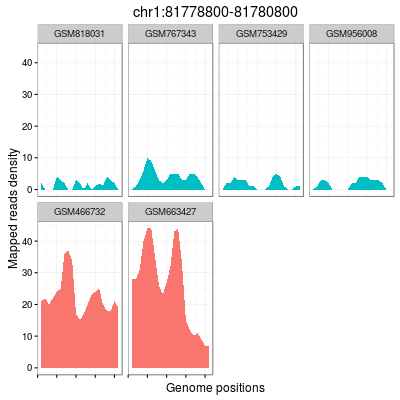 chr1:81778800-81780800
GSM818031 GSM767343 GSM753429 GSM956008
40
30
20
10
0
Mapped reads density
GSM466732 GSM663427
40
30
20
10
0
Genome positions